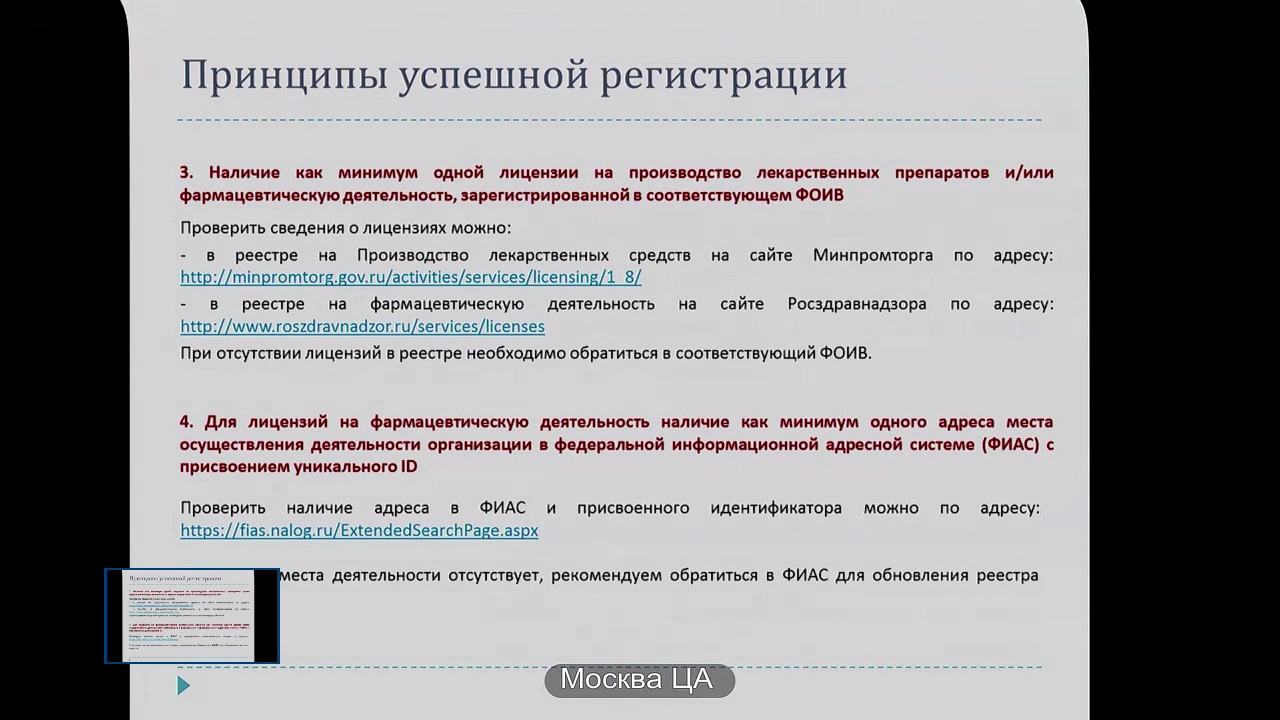 Принципы успешной регистрации
3. Наличие как минимум одной лицензии на производство лекарственных препаратов и/или
фармацевтическую деятельность, зарегистрированной в соответствующем ФОИВ
Проверить сведения о лицензиях можно:
- в реестре на Производство лекарственных средств на сайте Минпромторга по адресу:
http://minpromtorg.gov.ru/activities/services/licensing/1_8/
- в реестре на фармацевтическую деятельность на сайте Росздравнадзора по адресу:
http://www.roszdravnadzor.ru/services/licenses
При отсутствии лицензий в реестре необходимо обратиться в соответствующий ФОИВ.
4. Для лицензий на фармацевтическую деятельность наличие как минимум одного адреса места
осуществления деятельности организации в федеральной информационной адресной системе (ФИАС) с
присвоением уникального ID
Проверить наличие адреса в ФИАС и присвоенного идентификатора можно по адресу:
https://fias.nalog.ru/ExtendedSearchPage.aspx
места деятельности отсутствует, рекомендуем обратиться в ФИАС для обновления реестра
Принципы успешной регистрации
Москва ЦА